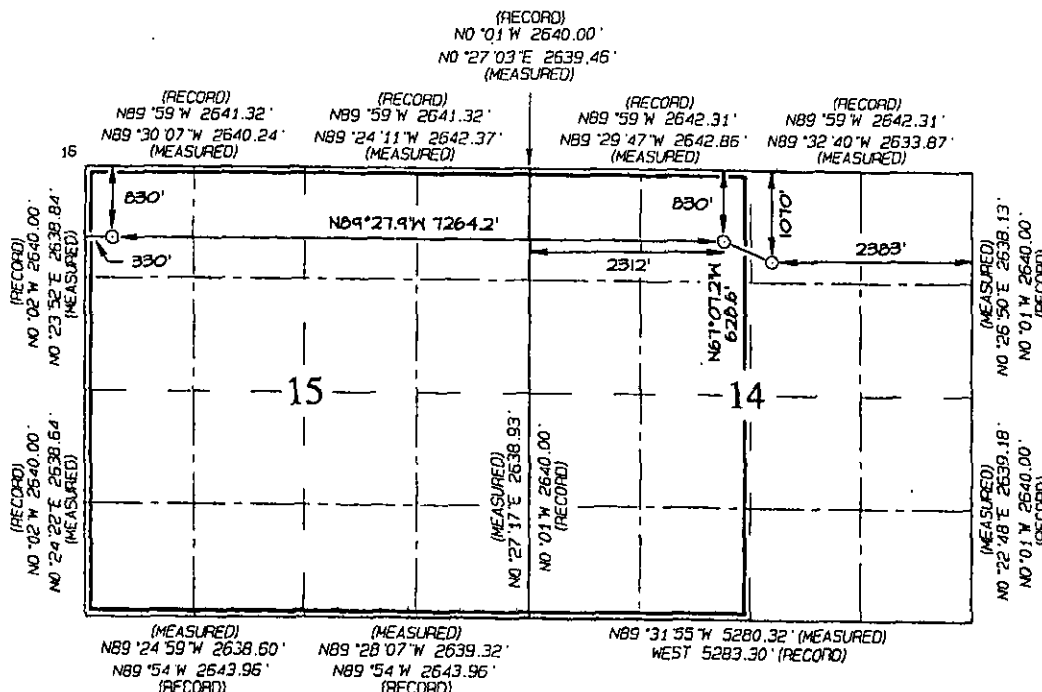 (RECORD)
N0°01'W 2640.00'
N0°27'03"E 2639.46'
(MEASURED)
(RECORD)
N89°59'W 2641.32'
N89°30'07"W 2640.24'
(MEASURED)
(RECORD)
N89°59'W 2641.32'
N89°24'11"W 2642.37'
(MEASURED)
(RECORD)
N89°59'W 2642.31'
N89°29'47"W 2642.86'
(MEASURED)
(RECORD)
N89°59'W 2642.31'
N89°32'40"W 2633.87'
(MEASURED)
15
830'
N89°27.9'W 7264.2'
830'
1070'
330'
2312'
2383'
N67°07.2'W
628.6'
(RECORD)
N0°02'W 2640.00'
N0°23'52"E 2638.84'
(MEASURED)
(MEASURED)
N0°26'50"E 2638.13'
N0°01'W 2640.00'
(RECORD)
15
14
(RECORD)
N0°02'W 2640.00'
N0°24'22"E 2638.64'
(MEASURED)
(MEASURED)
N0°27'17"E 2638.93'
N0°01'W 2640.00'
(RECORD)
(MEASURED)
N0°22'48"E 2639.18'
N0°01'W 2640.00'
(RECORD)
(MEASURED)
N89°24'59"W 2638.60'
N89°54'W 2643.96'
(RECORD)
(MEASURED)
N89°28'07"W 2639.32'
N89°54'W 2643.96'
(RECORD)
N89°31'55"W 5280.32' (MEASURED)
WEST 5283.30' (RECORD)